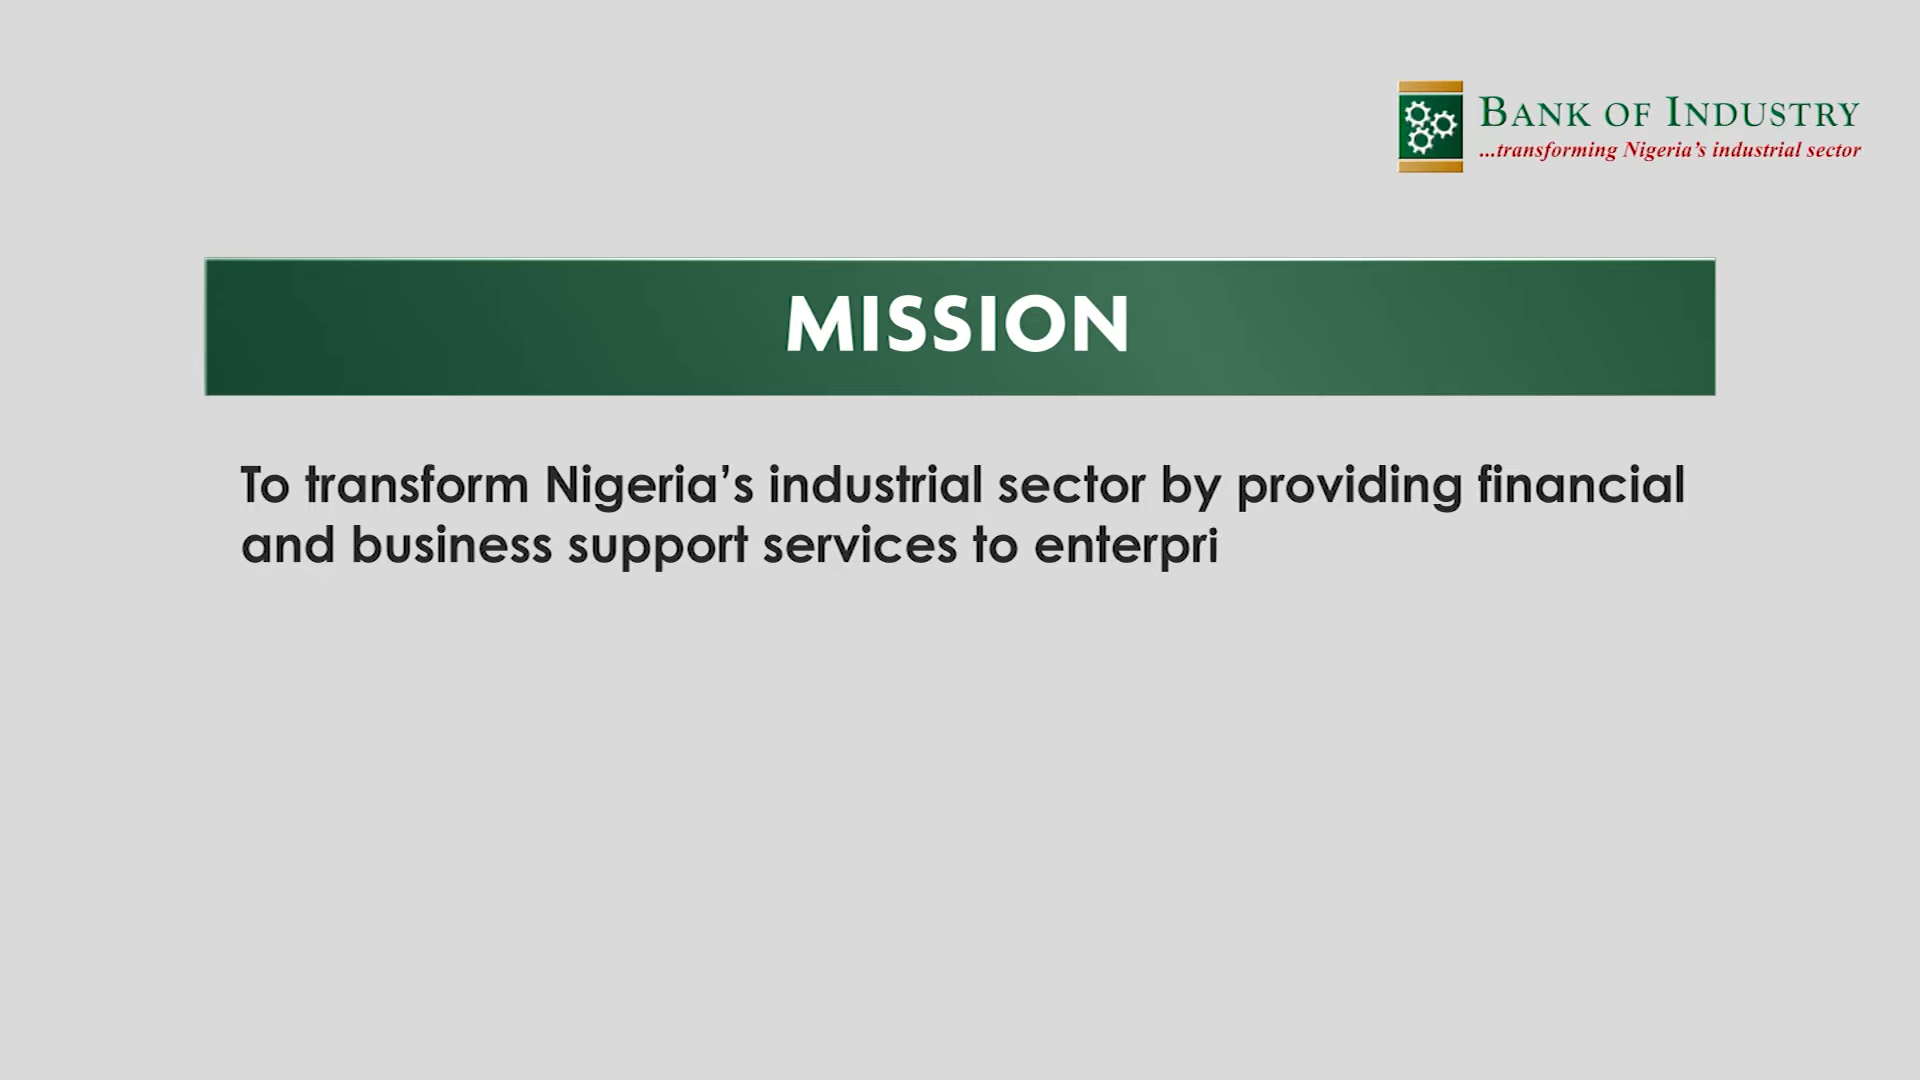 BANK OF INDUSTRY
...transforming Nigeria's industrial sector
MISSION
To transform Nigeria’s industrial sector by providing financial
and business support services to enterpri